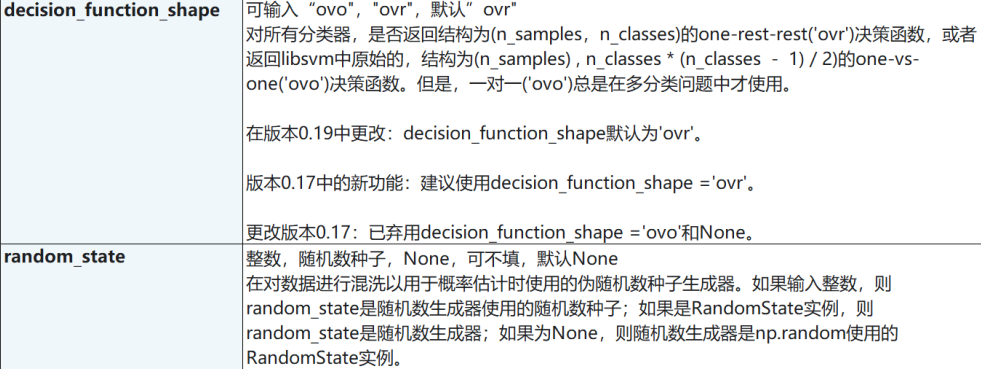 decision_function_shape
可输入“ovo”，"ovr"，默认”ovr"
对所有分类器，是否返回结构为(n_samples，n_classes)的one-rest-rest('ovr')决策函数，或者
返回libsvm中原始的，结构为(n_samples) , n_classes * (n_classes － 1) / 2)的one-vs-
one('ovo')决策函数。但是，一对一('ovo')总是在多分类问题中才使用。
在版本0.19中更改：decision_function_shape默认为'ovr'。
版本0.17中的新功能：建议使用decision_function_shape ='ovr'。
更改版本0.17：已弃用decision_function_shape ='ovo'和None。
random_state
整数，随机数种子，None，可不填，默认None
在对数据进行混洗以用于概率估计时使用的伪随机数种子生成器。如果输入整数，则
random_state是随机数生成器使用的随机数种子；如果是RandomState实例，则
random_state是随机数生成器；如果为None，则随机数生成器是np.random使用的
RandomState实例。